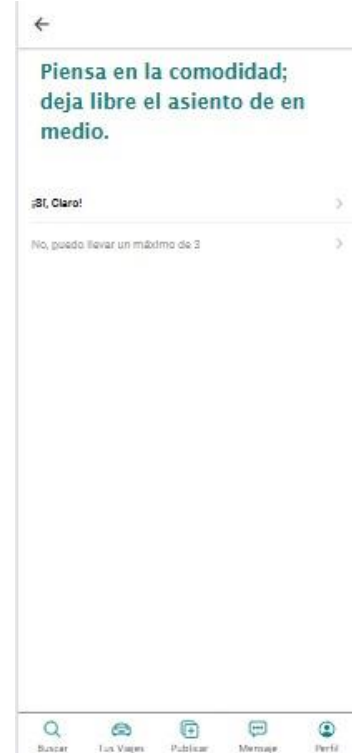 Piensa en la comodidad;
deja libre el asiento de en
medio.
¡Sí, Claro!
No, puedo llevar un máximo de 3
Buscar Tus Viajes Publicar Mensaje Perfil